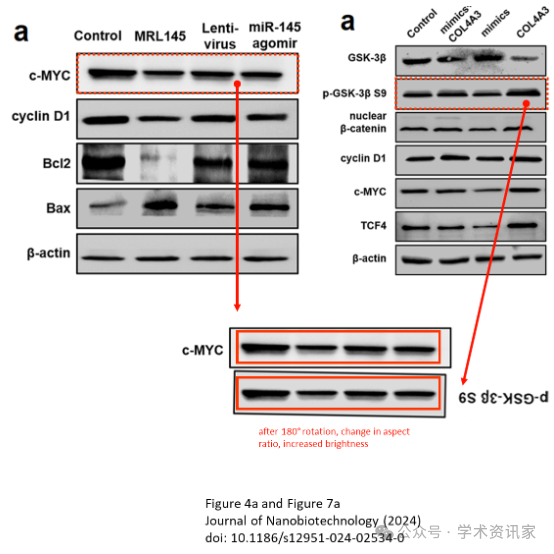 a
Control
MRL145
Lenti-
virus
miR-145
agomir
c-MYC
cyclin D1
Bcl2
Bax
β-actin
a
Control
mimics+
COL4A3
mimics
COL4A3
GSK-3β
p-GSK-3β S9
nuclear
β-catenin
cyclin D1
c-MYC
TCF4
β-actin
c-MYC
p-GSK-3β S9
after 180° rotation, change in aspect
ratio, increased brightness
Figure 4a and Figure 7a
Journal of Nanobiotechnology (2024)
doi: 10.1186/s12951-024-02534-0
公众号 · 学术资讯家